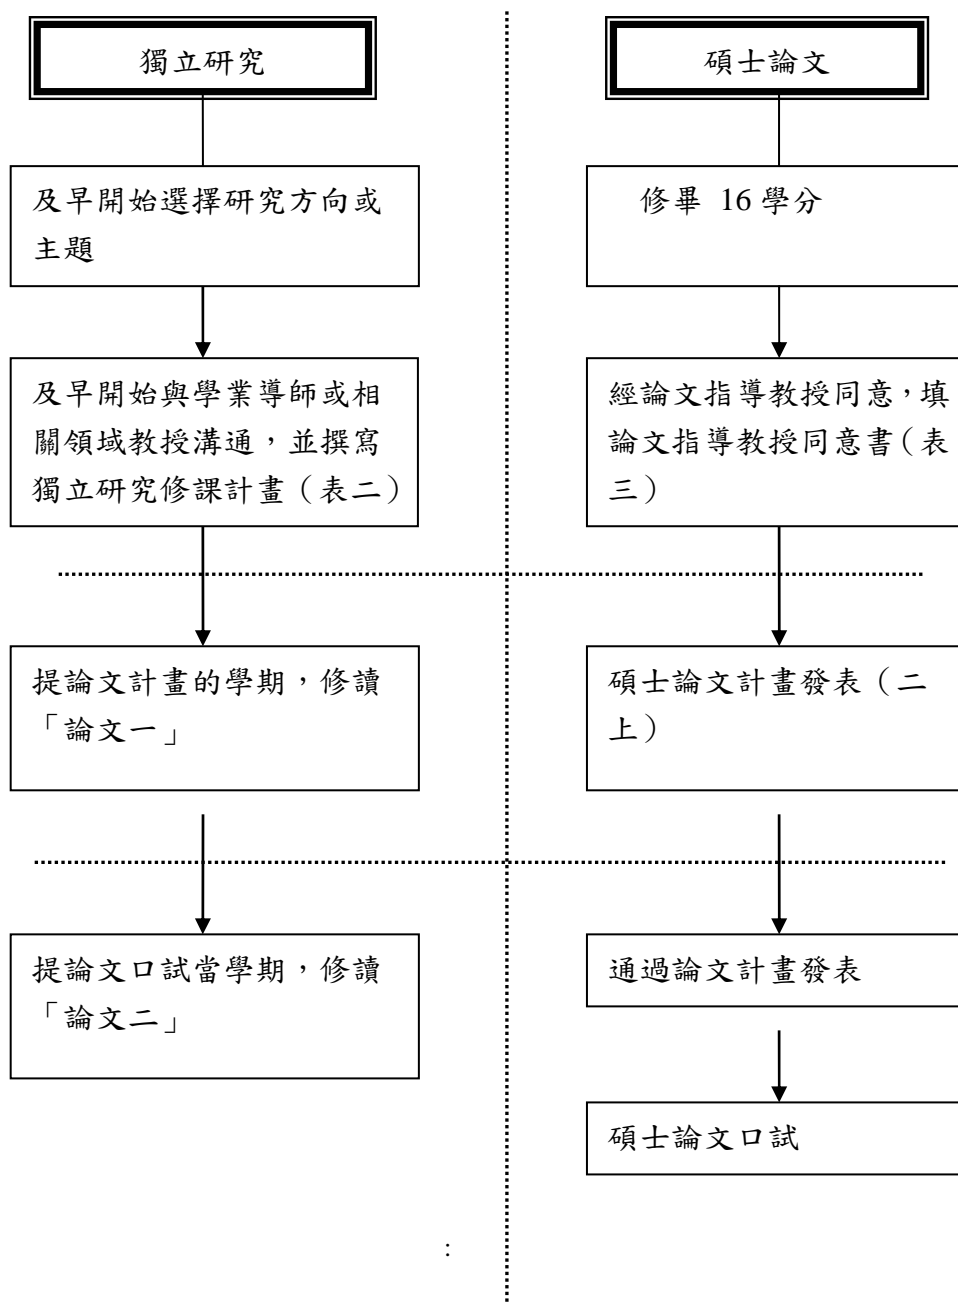 獨立研究
及早開始選擇研究方向或
主題
及早開始與學業導師或相
關領域教授溝通,並撰寫
獨立研究修課計畫(表二)
提論文計畫的學期,修讀
「論文一」
提論文口試當學期,修讀
「論文二」
碩士論文
修畢 16 學分
經論文指導教授同意,填
論文指導教授同意書(表
三)
碩士論文計畫發表(二
上)
通過論文計畫發表
碩士論文口試
: